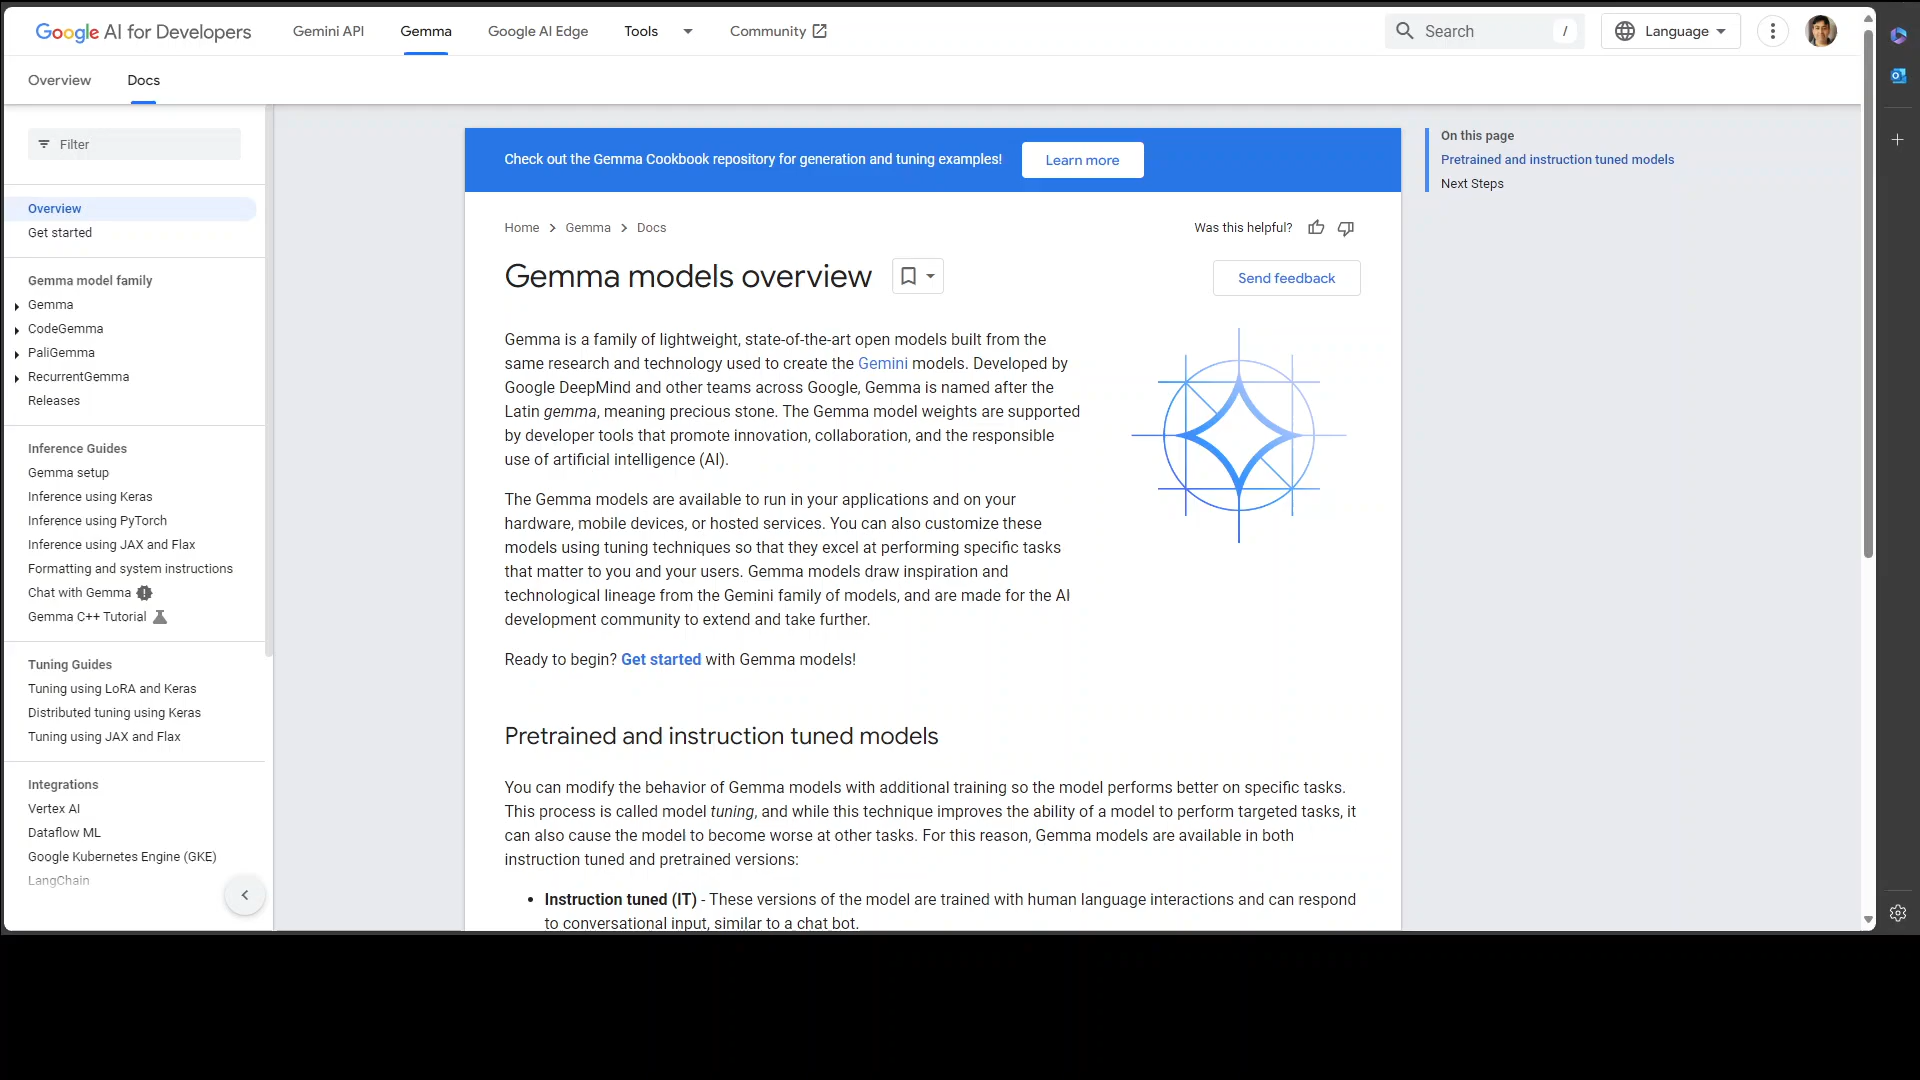 Google AI for Developers
Gemini API
Gemma
Google AI Edge
Tools
Community
Search
/
Language
Overview
Docs
Filter
Overview
Get started
Gemma model family
Gemma
CodeGemma
PaliGemma
RecurrentGemma
Releases
Inference Guides
Gemma setup
Inference using Keras
Inference using PyTorch
Inference using JAX and Flax
Formatting and system instructions
Chat with Gemma
Gemma C++ Tutorial
Tuning Guides
Tuning using LoRA and Keras
Distributed tuning using Keras
Tuning using JAX and Flax
Integrations
Vertex AI
Dataflow ML
Google Kubernetes Engine (GKE)
LangChain
Check out the Gemma Cookbook repository for generation and tuning examples!
Learn more
Home > Gemma > Docs
Was this helpful?
Gemma models overview
Send feedback
Gemma is a family of lightweight, state-of-the-art open models built from the
same research and technology used to create the Gemini models. Developed by
Google DeepMind and other teams across Google, Gemma is named after the
Latin gemma, meaning precious stone. The Gemma model weights are supported
by developer tools that promote innovation, collaboration, and the responsible
use of artificial intelligence (AI).
The Gemma models are available to run in your applications and on your
hardware, mobile devices, or hosted services. You can also customize these
models using tuning techniques so that they excel at performing specific tasks
that matter to you and your users. Gemma models draw inspiration and
technological lineage from the Gemini family of models, and are made for the AI
development community to extend and take further.
Ready to begin? Get started with Gemma models!
Pretrained and instruction tuned models
You can modify the behavior of Gemma models with additional training so the model performs better on specific tasks.
This process is called model tuning, and while this technique improves the ability of a model to perform targeted tasks, it
can also cause the model to become worse at other tasks. For this reason, Gemma models are available in both
instruction tuned and pretrained versions:
• Instruction tuned (IT) - These versions of the model are trained with human language interactions and can respond
to conversational input, similar to a chat bot.
On this page
Pretrained and instruction tuned models
Next Steps